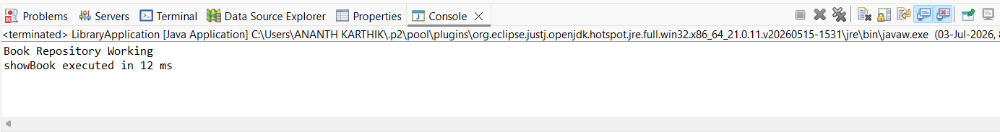 Problems Servers Terminal Data Source Explorer Properties Console
<terminated> LibraryApplication [Java Application] C:\Users\ANANTH KARTHIK\.p2\pool\plugins\org.eclipse.justj.openjdk.hotspot.jre.full.win32.x86_64_21.0.11.v20260515-1531\jre\bin\javaw.exe (03-Jul-2026,
Book Repository Working
showBook executed in 12 ms